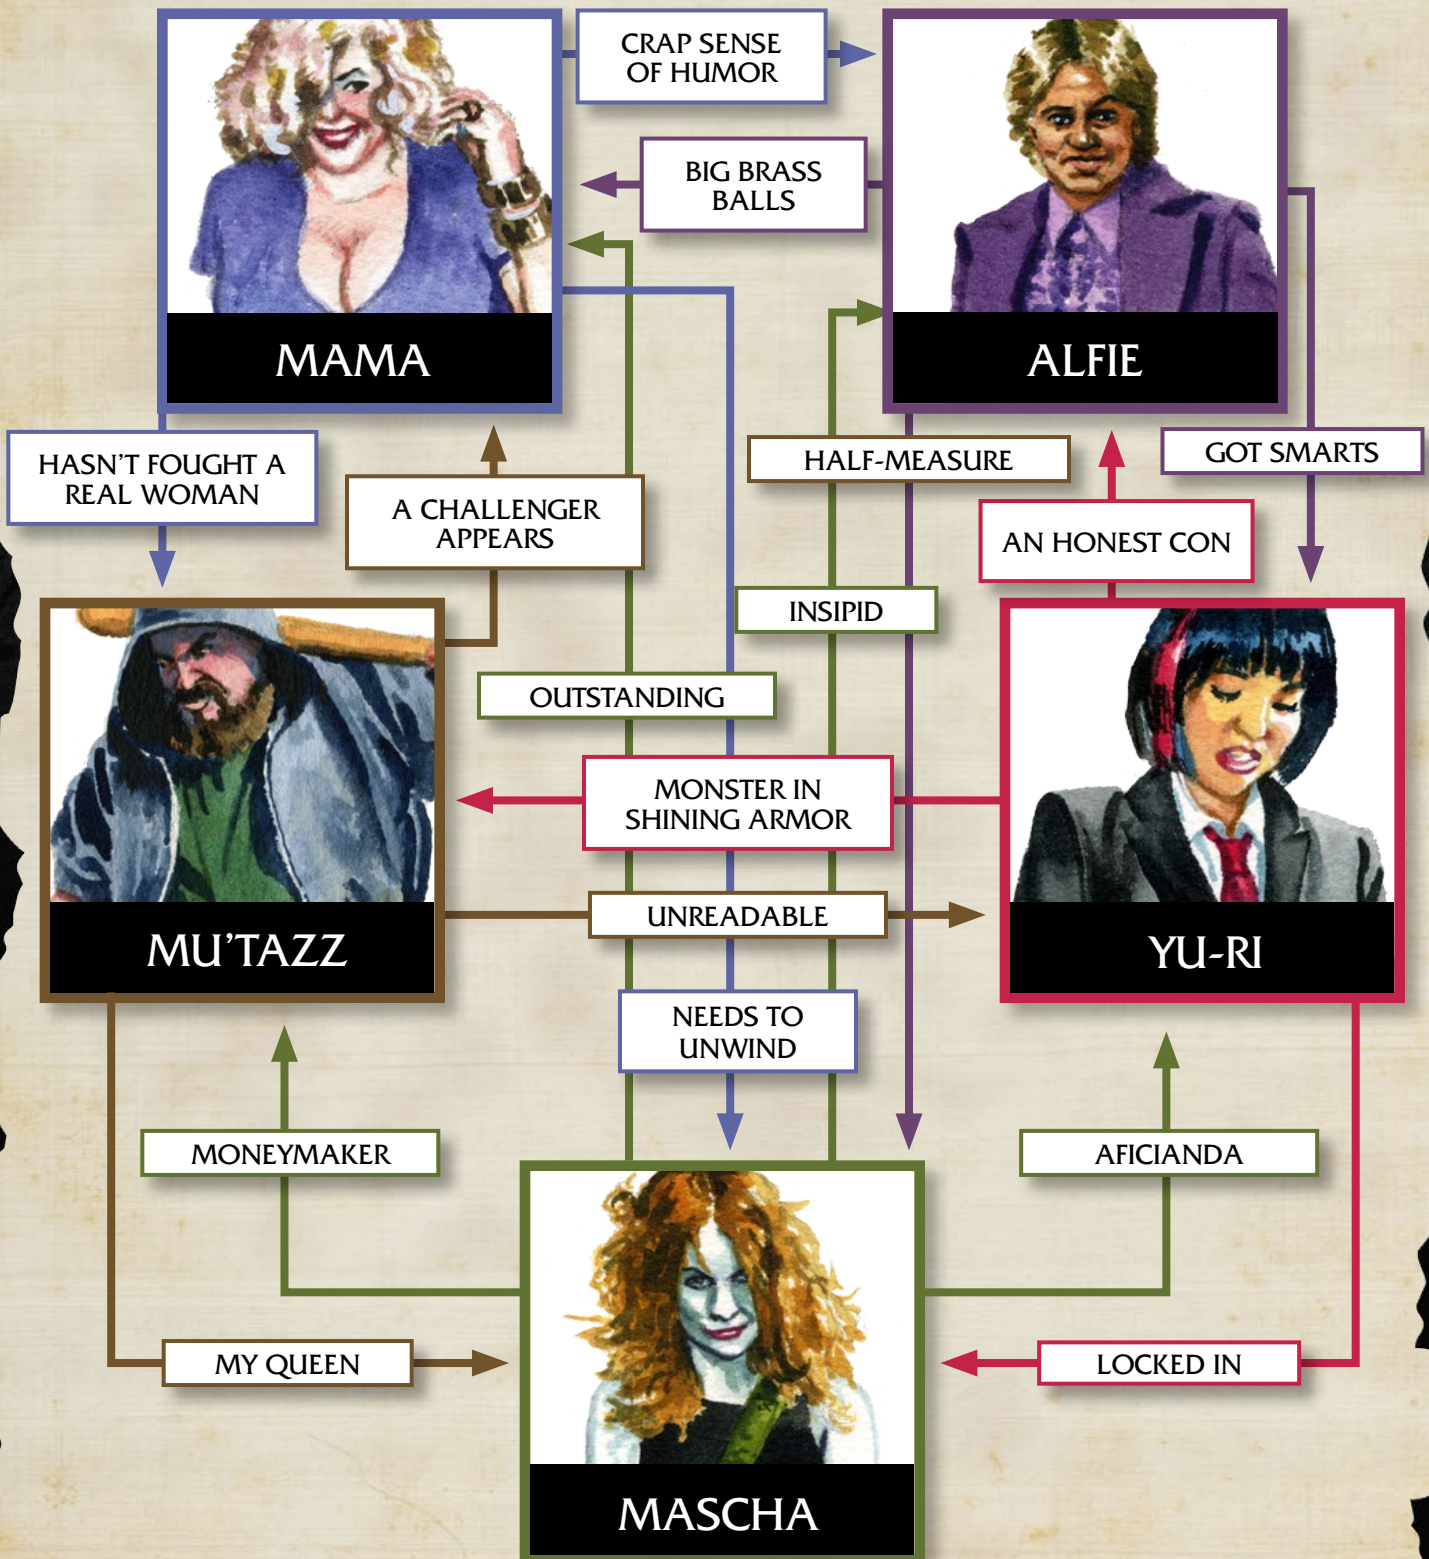 CRAP SENSE
OF HUMOR
BIG BRASS
BALLS
MAMA
ALFIE
HASN'T FOUGHT A
REAL WOMAN
A CHALLENGER
APPEARS
HALF-MEASURE
GOT SMARTS
AN HONEST CON
INSIPID
OUTSTANDING
MONSTER IN
SHINING ARMOR
UNREADABLE
MU'TAZZ
YU-RI
NEEDS TO
UNWIND
MONEYMAKER
AFICIANDA
MY QUEEN
LOCKED IN
MASCHA